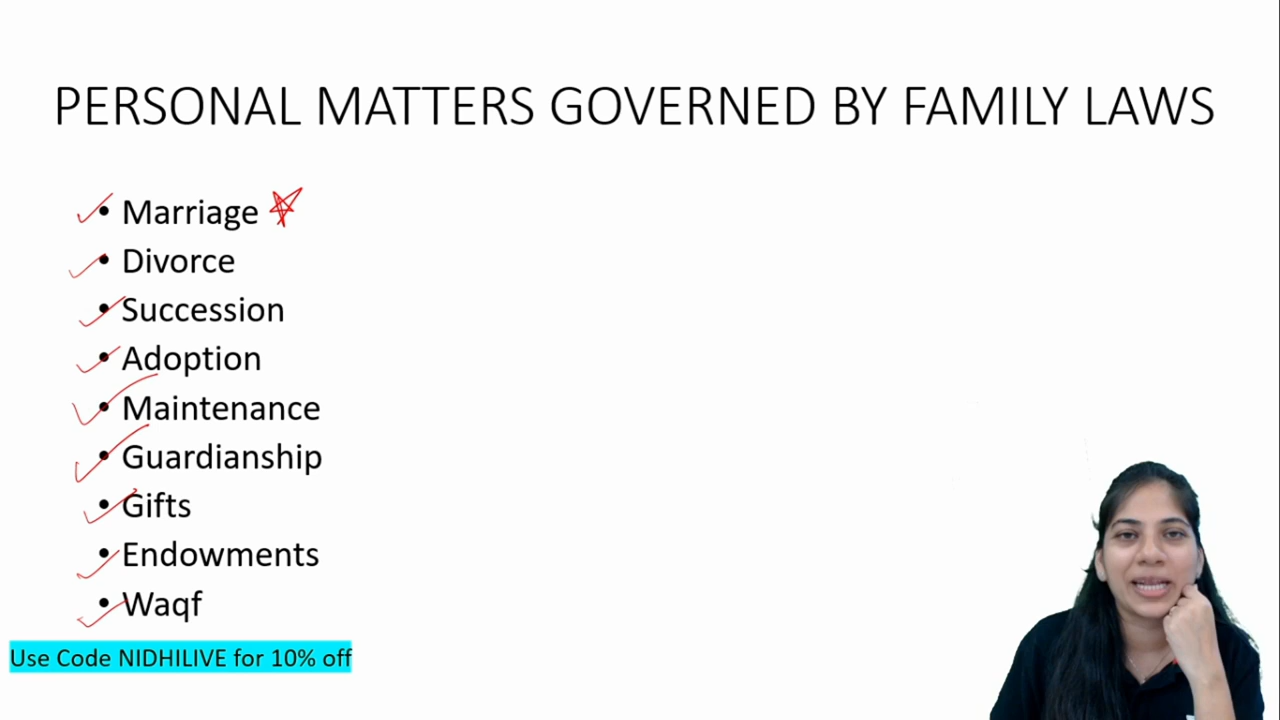 PERSONAL MATTERS GOVERNED BY FAMILY LAWS
• Marriage
• Divorce
• Succession
• Adoption
• Maintenance
• Guardianship
• Gifts
• Endowments
• Waqf
Use Code NIDHILIVE for 10% off